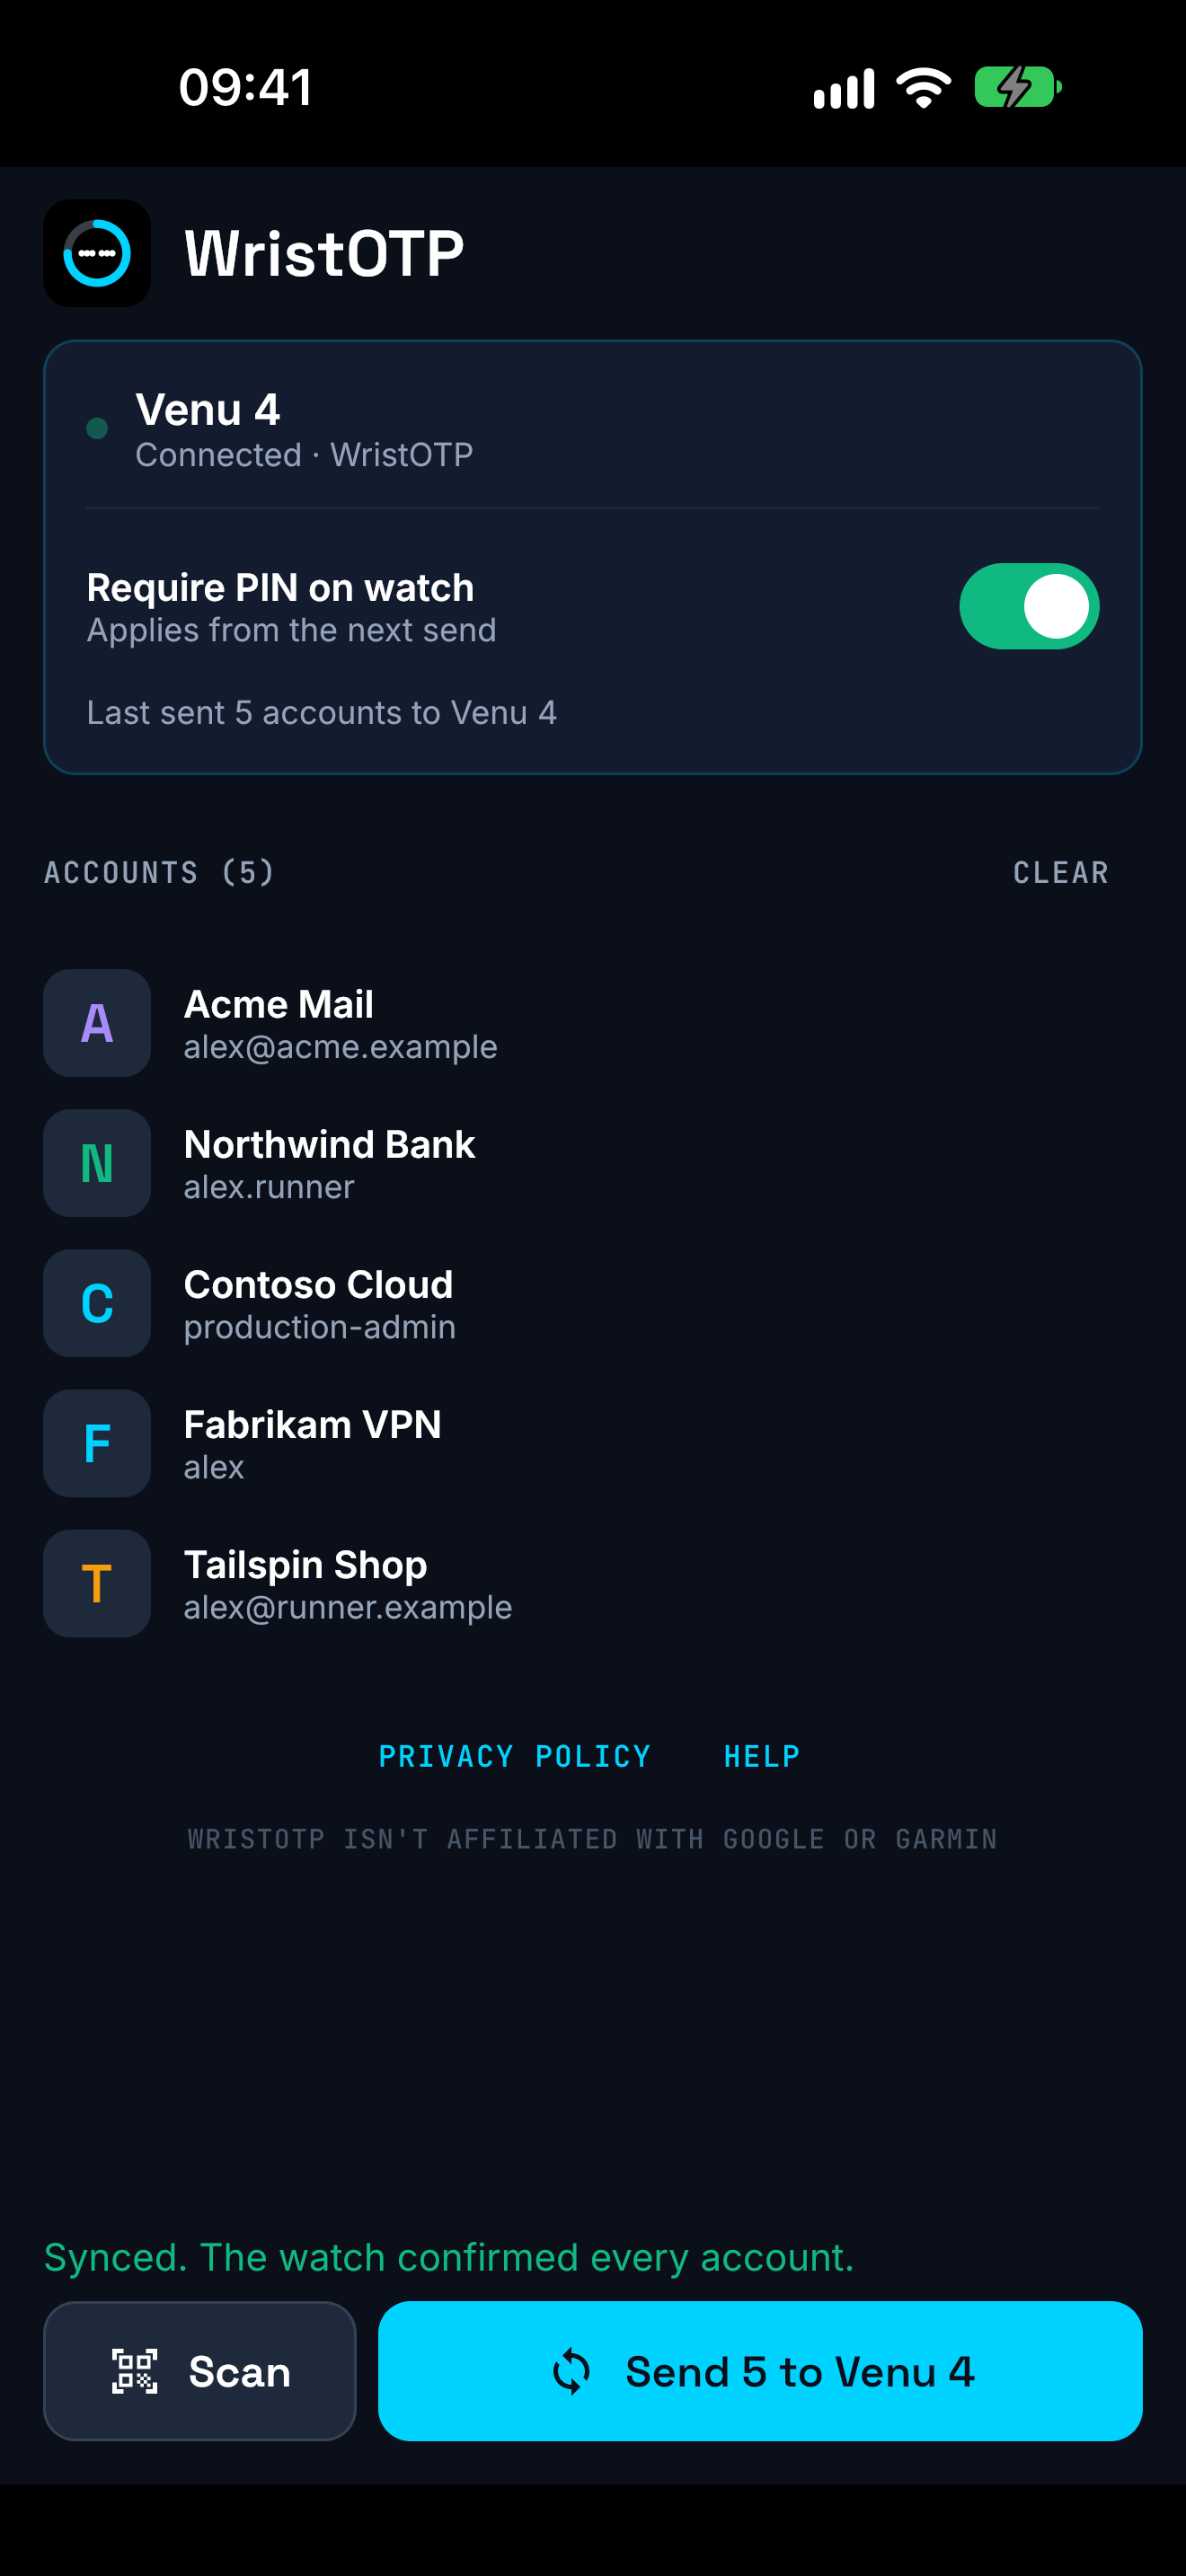 09:41
WristOTP
Venu 4
Connected · WristOTP
Require PIN on watch
Applies from the next send
Last sent 5 accounts to Venu 4
ACCOUNTS (5) CLEAR
A
Acme Mail
alex@acme.example
N
Northwind Bank
alex.runner
C
Contoso Cloud
production-admin
F
Fabrikam VPN
alex
T
Tailspin Shop
alex@runner.example
PRIVACY POLICY HELP
WRISTOTP ISN'T AFFILIATED WITH GOOGLE OR GARMIN
Synced. The watch confirmed every account.
Scan Send 5 to Venu 4